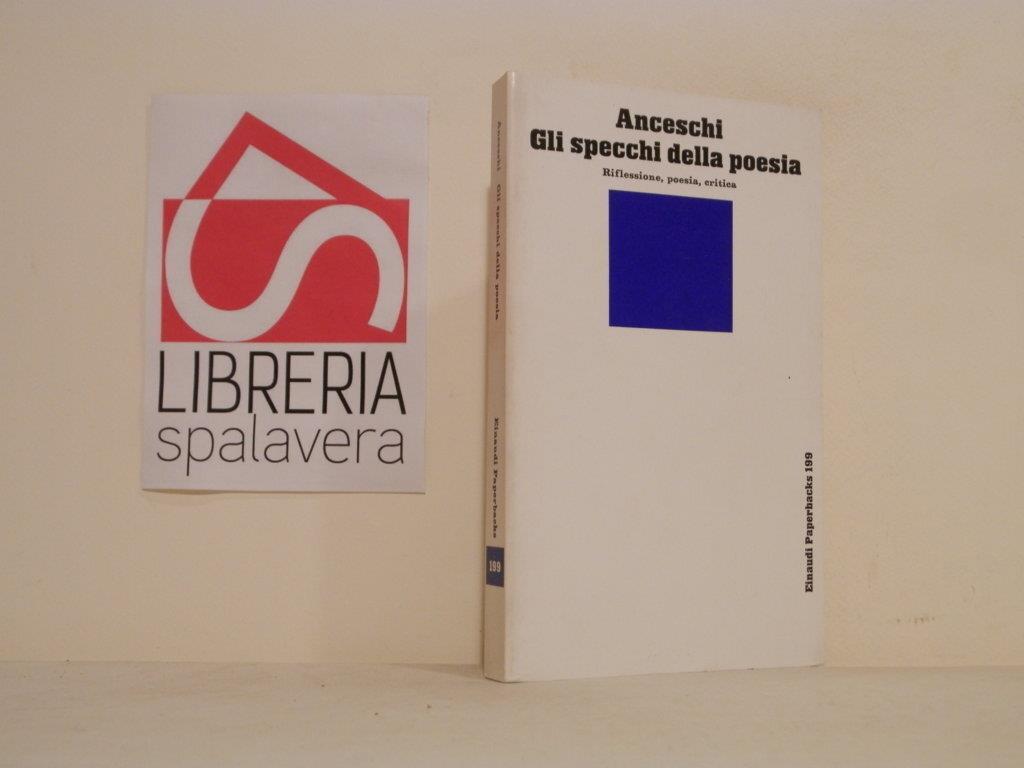 LIBRERIA
spalavera
Anceschi Gli specchi della poesia
Einaudi Paperbacks
199
Anceschi
Gli specchi della poesia
Riflessione, poesia, critica
Einaudi Paperbacks 199